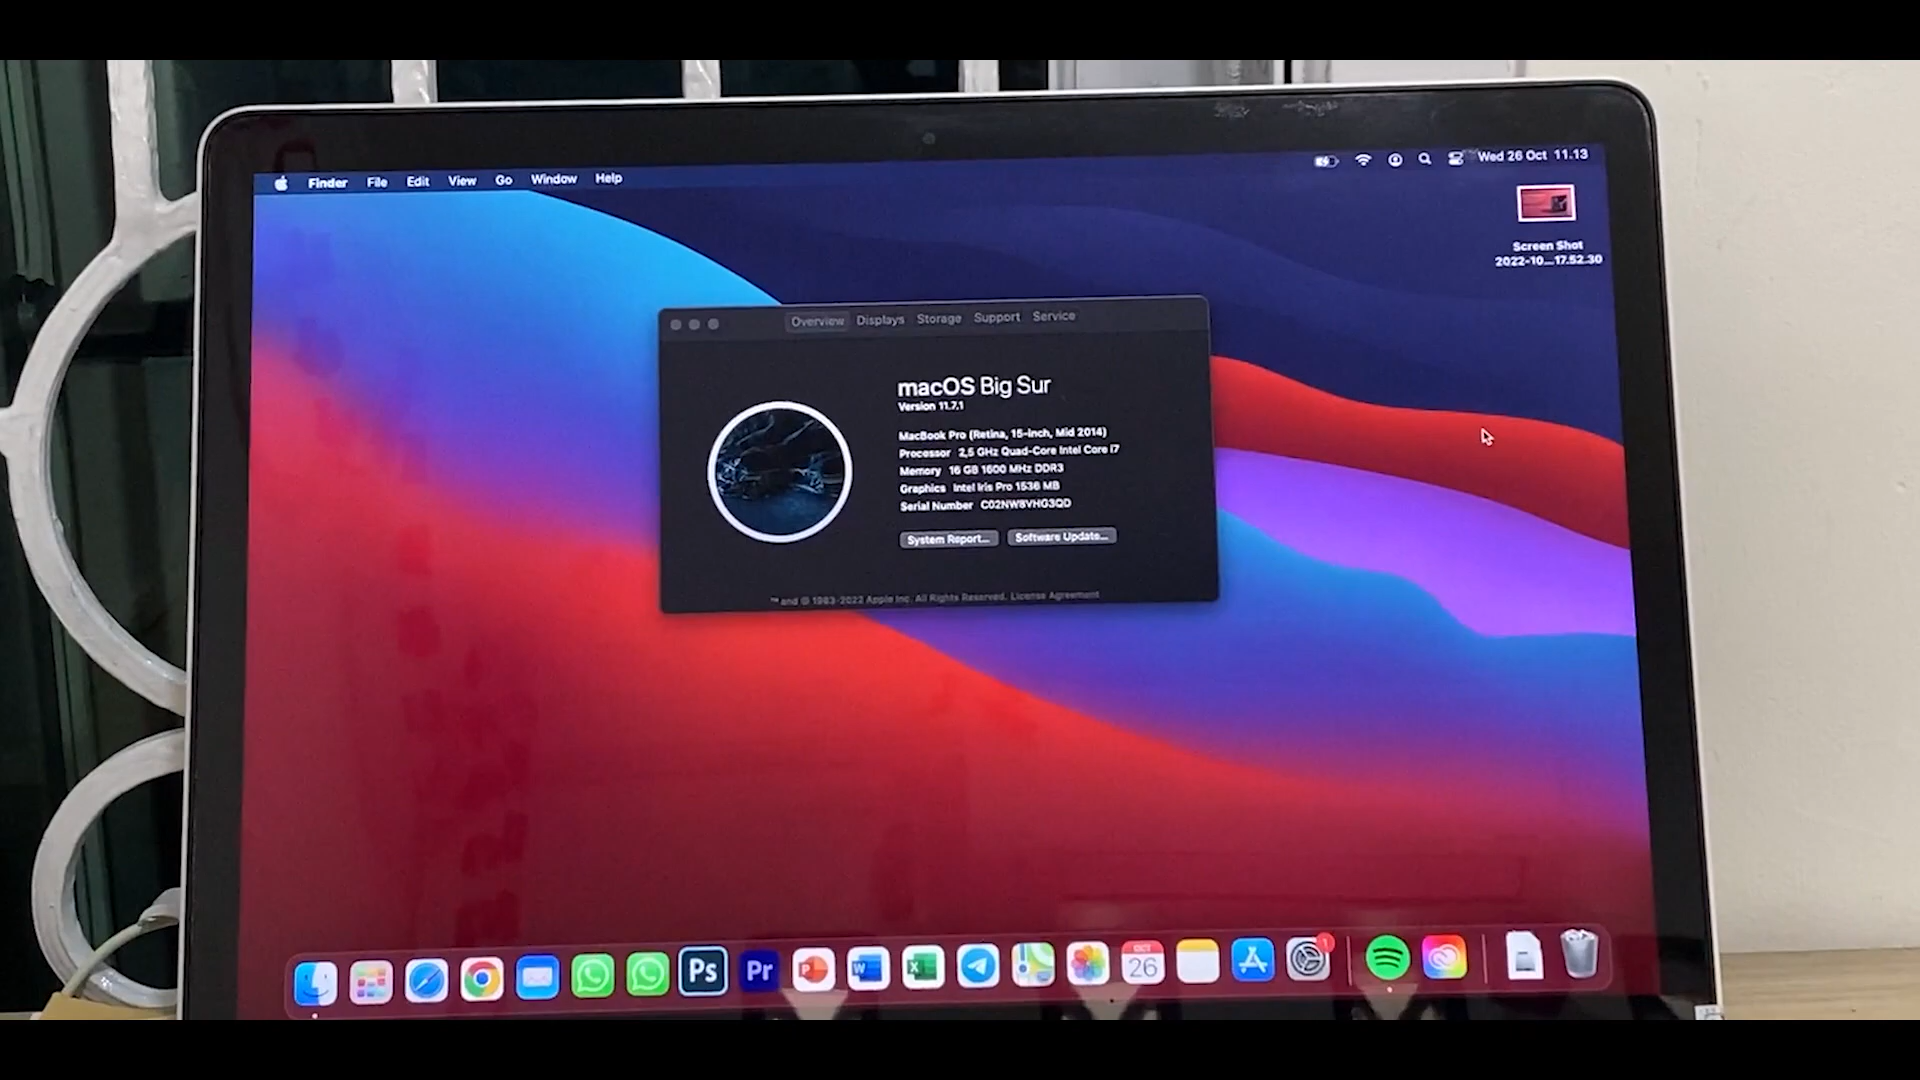 Finder File Edit View Go Window Help
Wed 26 Oct 11.13
Screen Shot
2022-10...17.52.30
Overview Displays Storage Support Service
macOS Big Sur
Version 11.7.1
MacBook Pro (Retina, 15-inch, Mid 2014)
Processor 2,5 GHz Quad-Core Intel Core i7
Memory 16 GB 1600 MHz DDR3
Graphics Intel Iris Pro 1536 MB
Serial Number C02NW8VHG3QD
System Report... Software Update...
™ and © 1983-2022 Apple Inc. All Rights Reserved. License Agreement
Ps Pr P W X OCT 26 1